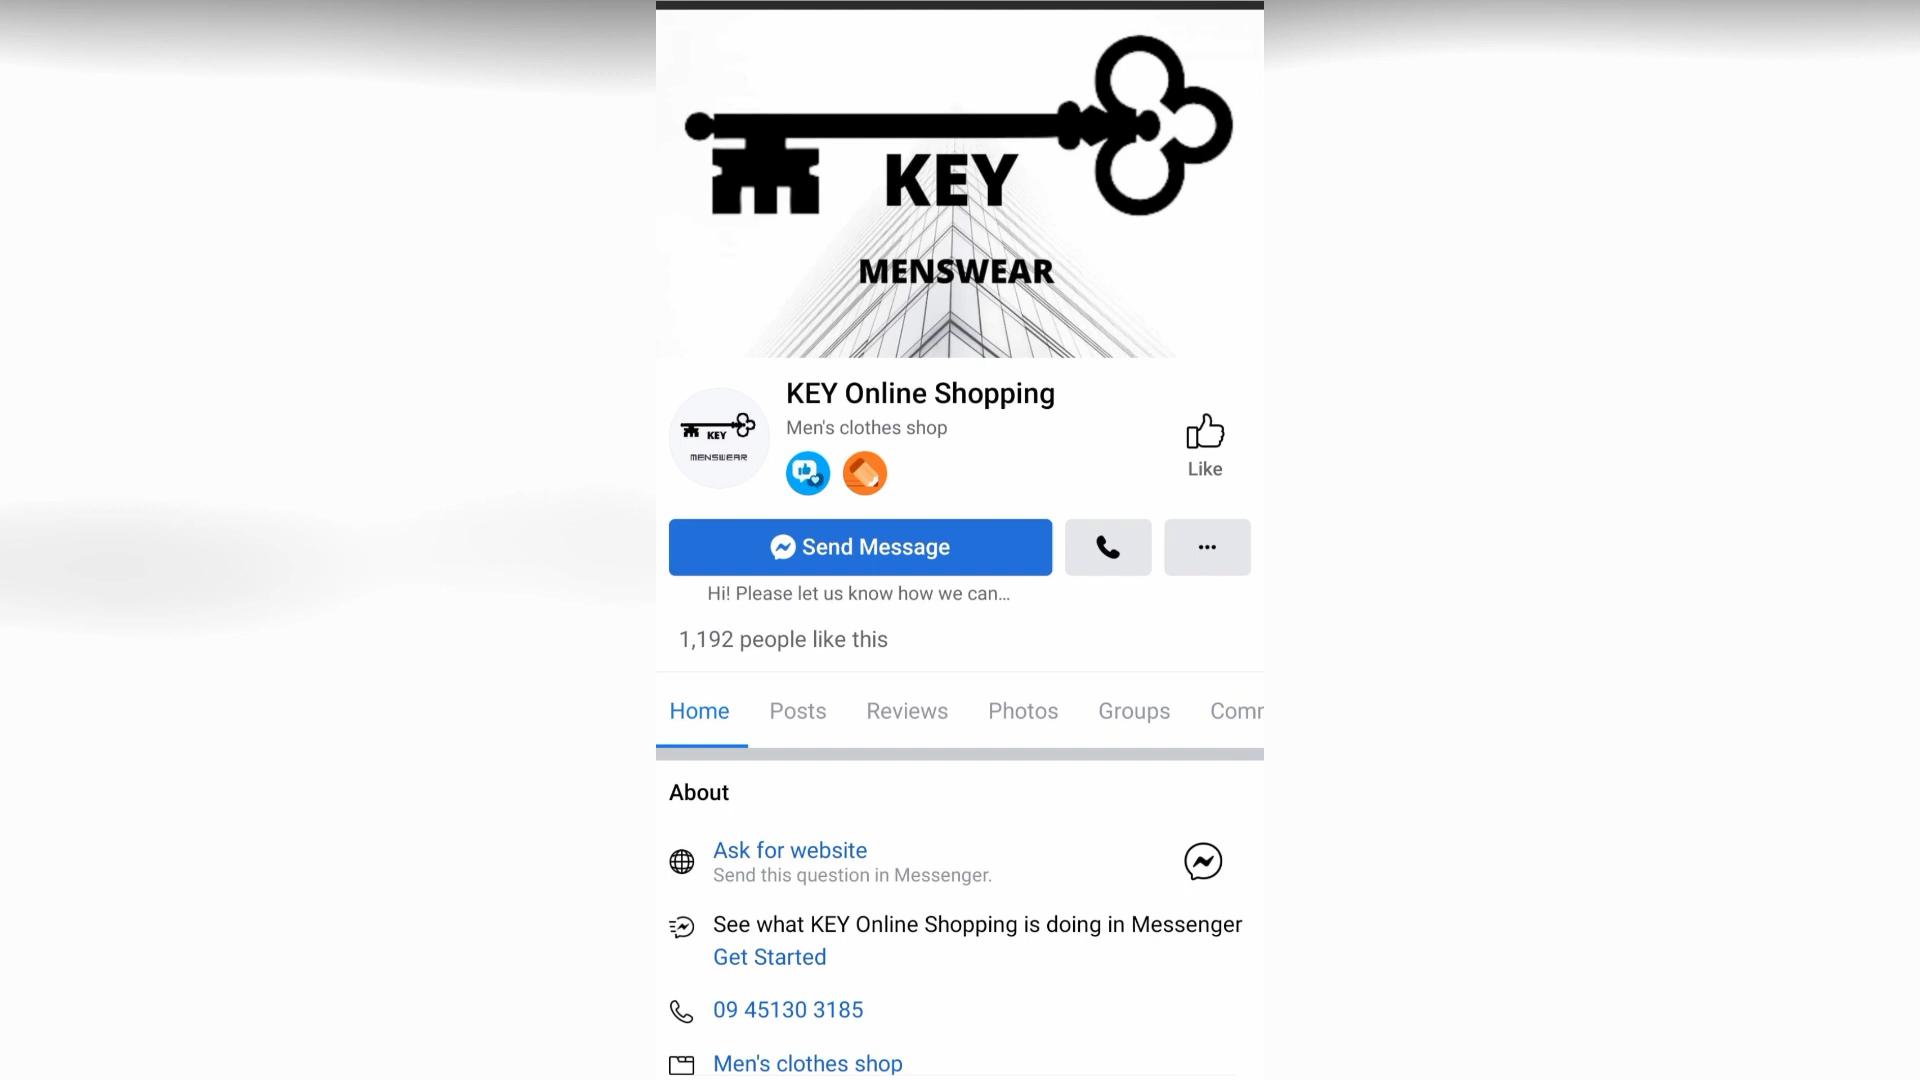 KEY
MENSWEAR
KEY Online Shopping
Men's clothes shop
KEY
MENSWEAR
Like
Send Message
Hi! Please let us know how we can...
1,192 people like this
Home Posts Reviews Photos Groups Comr
About
Ask for website
Send this question in Messenger.
See what KEY Online Shopping is doing in Messenger
Get Started
09 45130 3185
Men's clothes shop